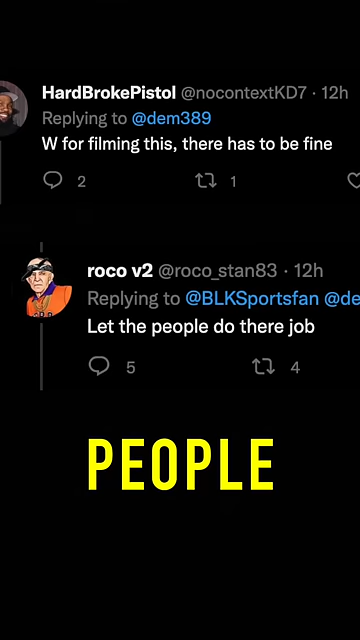 HardBrokePistol @nocontextKD7 · 12h
Replying to @dem389
W for filming this, there has to be fine
2 1
roco v2 @roco_stan83 · 12h
Replying to @BLKSportsfan @de
Let the people do there job
5 4
PEOPLE